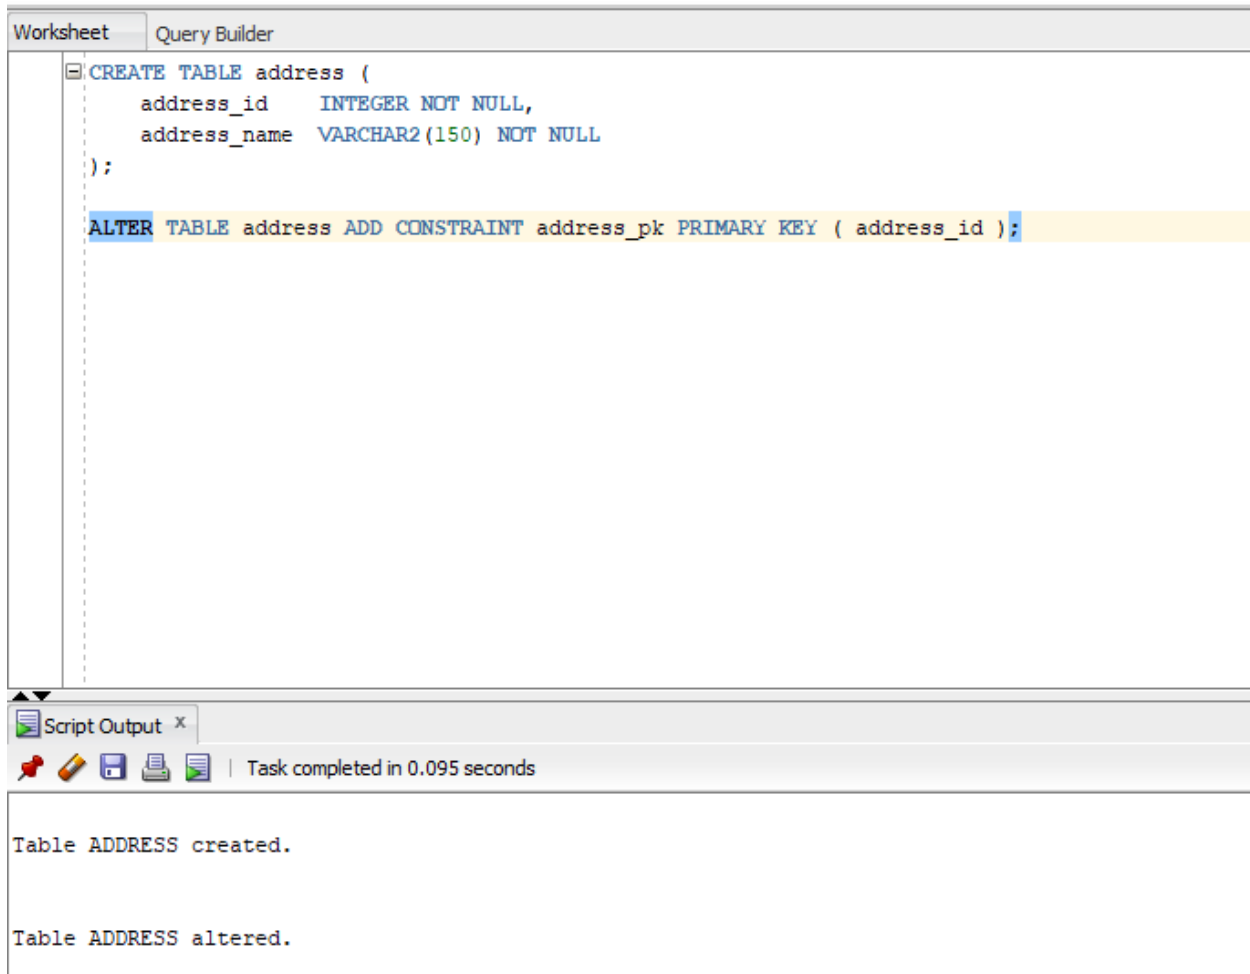 Worksheet Query Builder
CREATE TABLE address (
    address_id    INTEGER NOT NULL,
    address_name  VARCHAR2(150) NOT NULL
);
ALTER TABLE address ADD CONSTRAINT address_pk PRIMARY KEY ( address_id );
Script Output x
Task completed in 0.095 seconds
Table ADDRESS created.
Table ADDRESS altered.